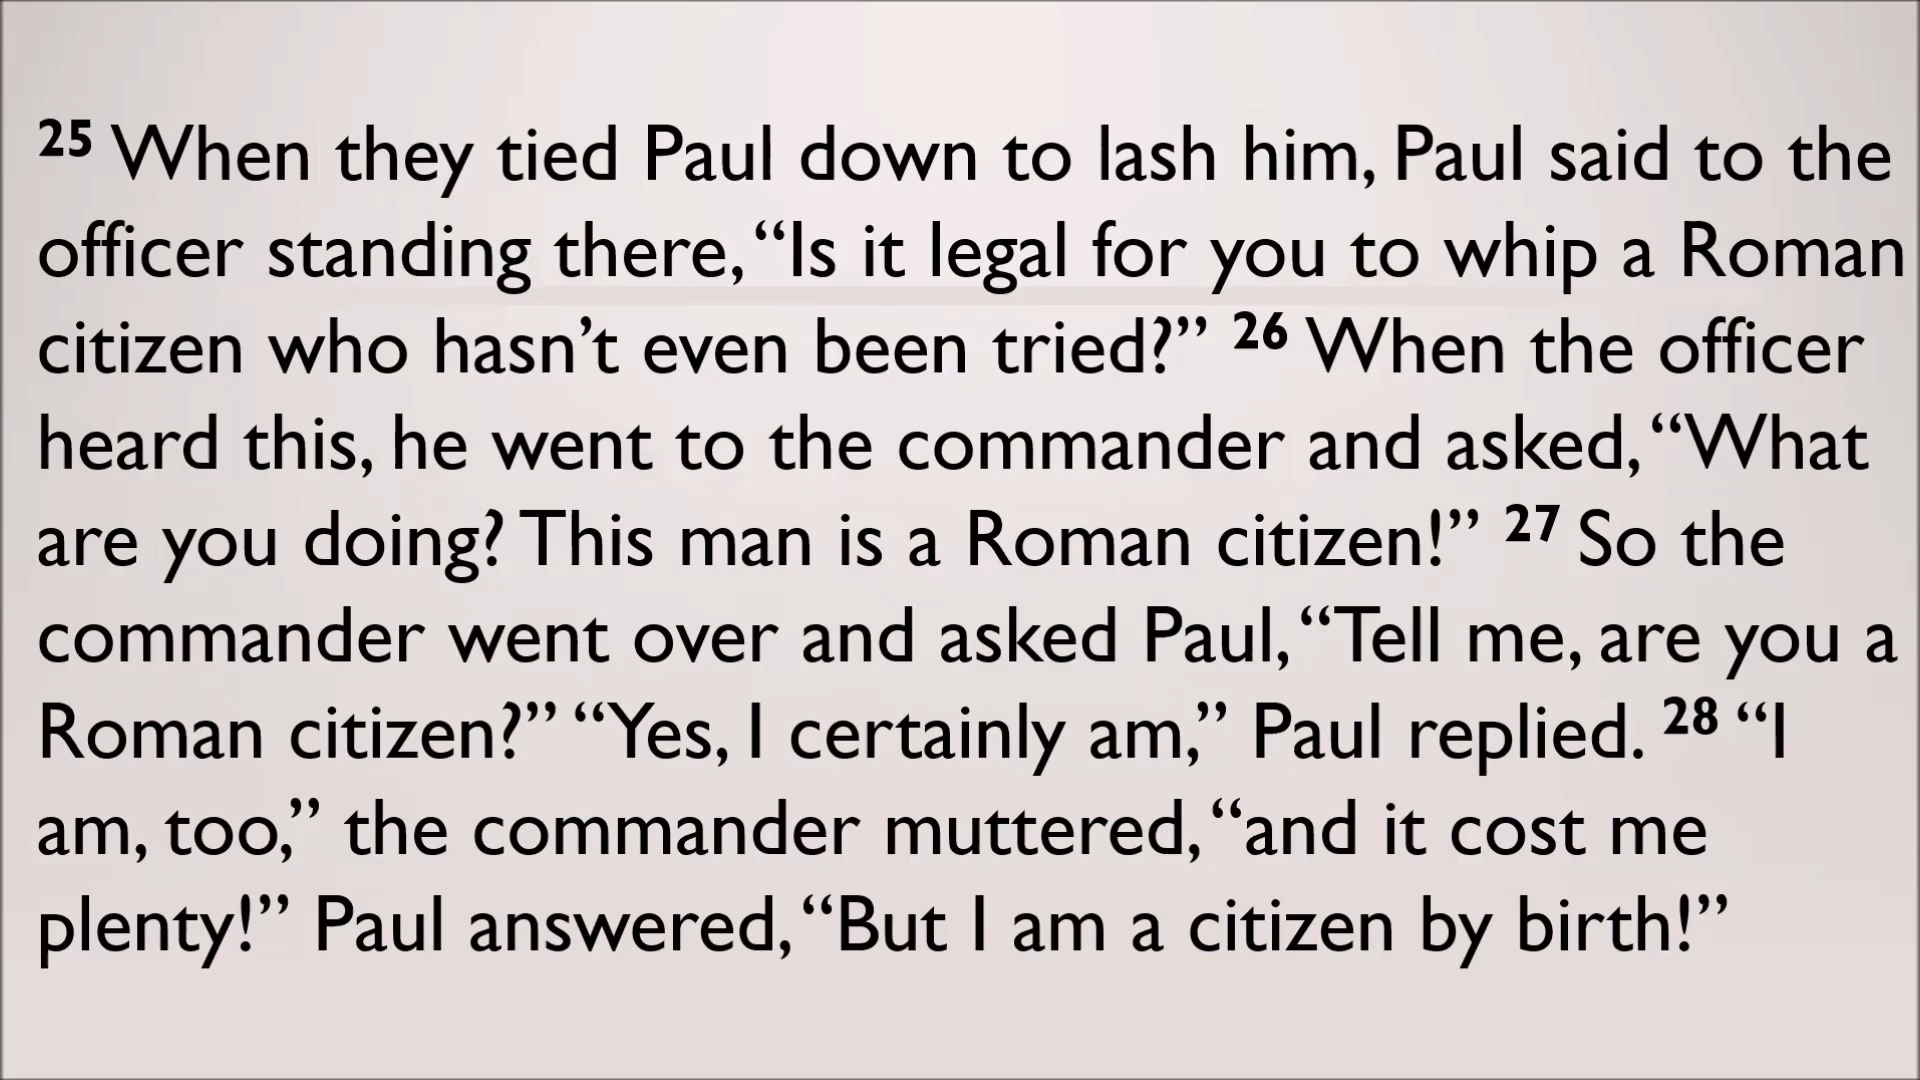 25 When they tied Paul down to lash him, Paul said to the
officer standing there, “Is it legal for you to whip a Roman
citizen who hasn’t even been tried?” 26 When the officer
heard this, he went to the commander and asked, “What
are you doing? This man is a Roman citizen!” 27 So the
commander went over and asked Paul, “Tell me, are you a
Roman citizen?” “Yes, I certainly am,” Paul replied. 28 “I
am, too,” the commander muttered, “and it cost me
plenty!” Paul answered, “But I am a citizen by birth!”